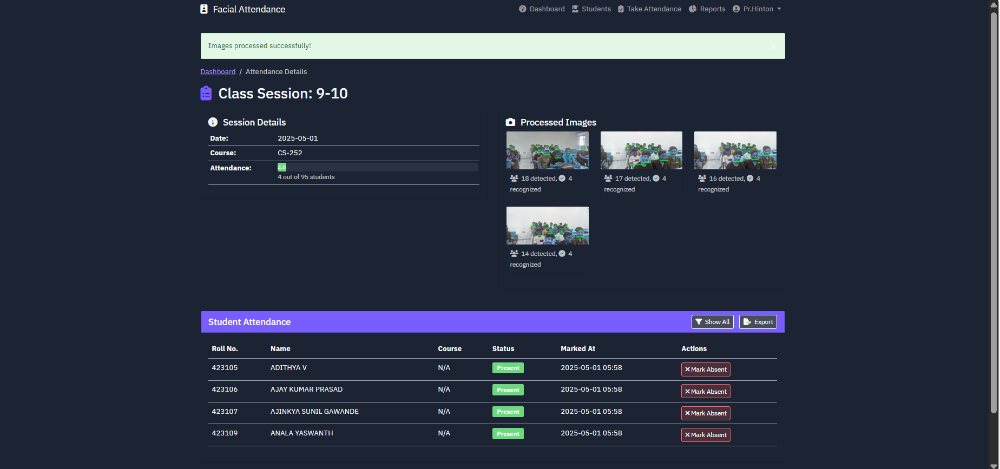 Facial Attendance
Dashboard Students Take Attendance Reports Pr.Hinton
Images processed successfully!
Dashboard / Attendance Details
Class Session: 9-10
Session Details
Date: 2025-05-01
Course: CS-252
Attendance: 4.0
4 out of 95 students
Processed Images
18 detected, 4
recognized
17 detected, 4
recognized
16 detected, 4
recognized
14 detected, 4
recognized
Student Attendance
Show All Export
Roll No. Name Course Status Marked At Actions
423105 ADITHYA V N/A Present 2025-05-01 05:58 Mark Absent
423106 AJAY KUMAR PRASAD N/A Present 2025-05-01 05:58 Mark Absent
423107 AJINKYA SUNIL GAWANDE N/A Present 2025-05-01 05:58 Mark Absent
423109 ANALA YASWANTH N/A Present 2025-05-01 05:58 Mark Absent